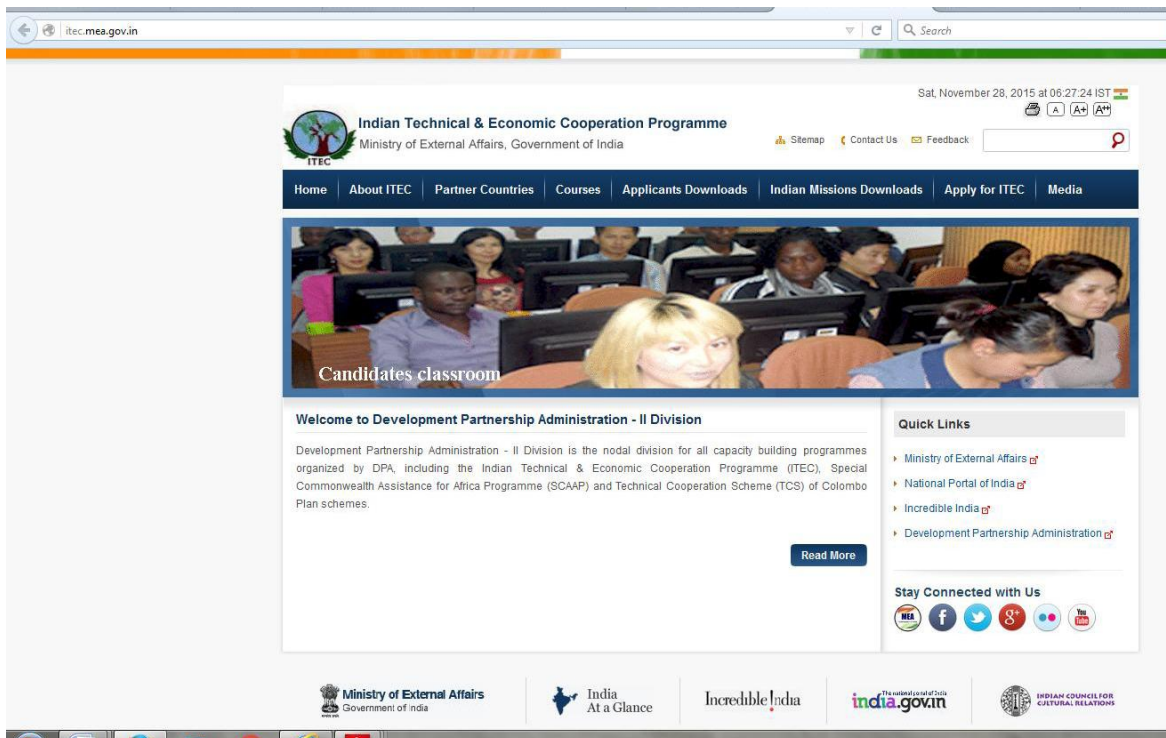 itec.mea.gov.in
Search
Sat, November 28, 2015 at 06:27:24 IST
A A+ A++
ITEC
Indian Technical & Economic Cooperation Programme
Ministry of External Affairs, Government of India
Sitemap Contact Us Feedback
Home About ITEC Partner Countries Courses Applicants Downloads Indian Missions Downloads Apply for ITEC Media
Candidates classroom
Welcome to Development Partnership Administration - II Division
Development Partnership Administration - II Division is the nodal division for all capacity building programmes
organized by DPA, including the Indian Technical & Economic Cooperation Programme (ITEC), Special
Commonwealth Assistance for Africa Programme (SCAAP) and Technical Cooperation Scheme (TCS) of Colombo
Plan schemes.
Read More
Quick Links
Ministry of External Affairs
National Portal of India
Incredible India
Development Partnership Administration
Stay Connected with Us
MEA f 8+ You Tube
Ministry of External Affairs
Government of India
India
At a Glance
Incredible !ndia
The national portal of India
india.gov.in
INDIAN COUNCIL FOR
CULTURAL RELATIONS